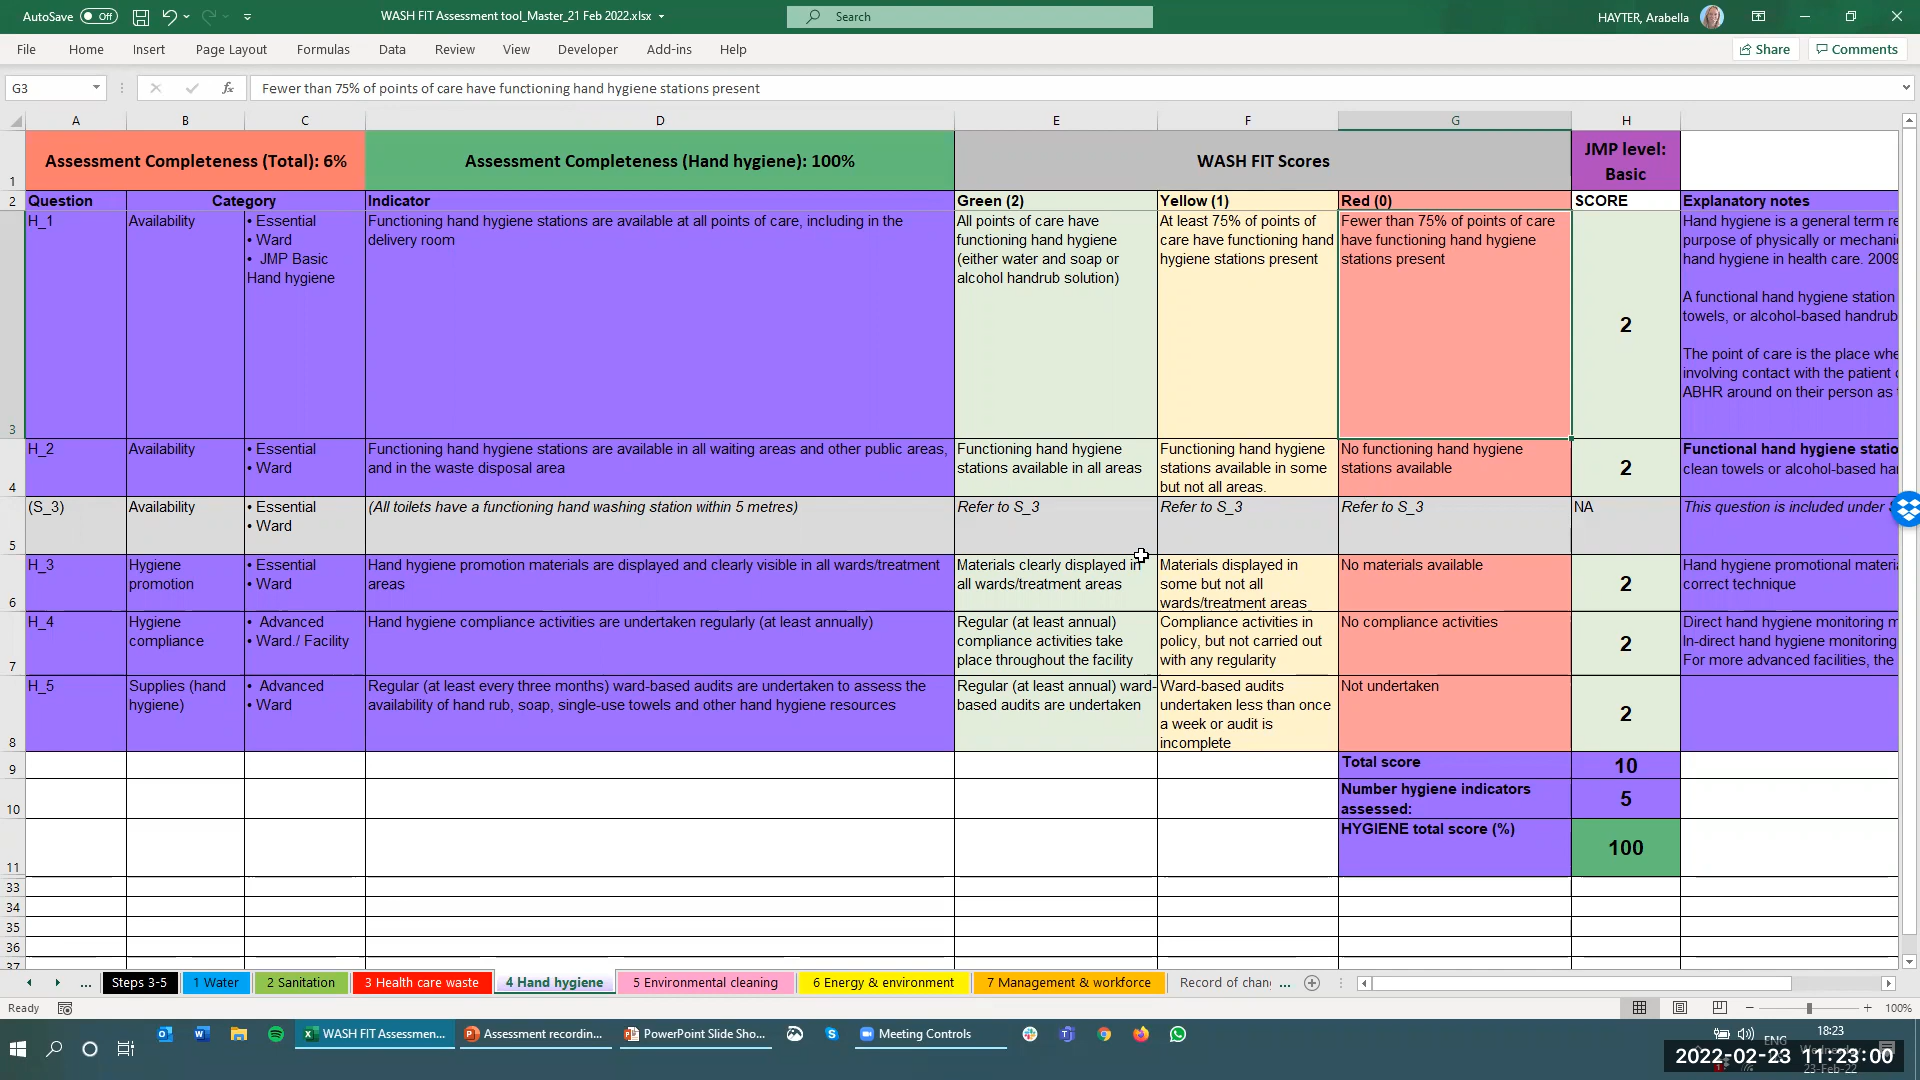 AutoSave Off WASH FIT Assessment tool_Master_21 Feb 2022.xlsx Search HAYTER, Arabella
File Home Insert Page Layout Formulas Data Review View Developer Add-ins Help Share Comments
G3 fx Fewer than 75% of points of care have functioning hand hygiene stations present
A B C D E F G H
1 Assessment Completeness (Total): 6% Assessment Completeness (Hand hygiene): 100% WASH FIT Scores JMP level:
Basic
2 Question Category Indicator Green (2) Yellow (1) Red (0) SCORE Explanatory notes
H_1 Availability • Essential Functioning hand hygiene stations are available at all points of care, including in the All points of care have At least 75% of points of Fewer than 75% of points of care Hand hygiene is a general term re
• Ward delivery room functioning hand hygiene care have functioning hand have functioning hand hygiene purpose of physically or mechani
• JMP Basic (either water and soap or hygiene stations present stations present hand hygiene in health care. 2009
Hand hygiene alcohol handrub solution)
A functional hand hygiene station
towels, or alcohol-based handrub
2
The point of care is the place whe
involving contact with the patient
ABHR around on their person as
3
H_2 Availability • Essential Functioning hand hygiene stations are available in all waiting areas and other public areas, Functioning hand hygiene Functioning hand hygiene No functioning hand hygiene Functional hand hygiene statio
• Ward and in the waste disposal area stations available in all areas stations available in some stations available 2 clean towels or alcohol-based ha
4 but not all areas.
(S_3) Availability • Essential (All toilets have a functioning hand washing station within 5 metres) Refer to S_3 Refer to S_3 Refer to S_3 NA This question is included under
• Ward
5
H_3 Hygiene • Essential Hand hygiene promotion materials are displayed and clearly visible in all wards/treatment Materials clearly displayed in Materials displayed in No materials available Hand hygiene promotional materi
promotion • Ward areas all wards/treatment areas some but not all 2 correct technique
6 wards/treatment areas
H_4 Hygiene • Advanced Hand hygiene compliance activities are undertaken regularly (at least annually) Regular (at least annual) Compliance activities in No compliance activities Direct hand hygiene monitoring m
compliance • Ward./ Facility compliance activities take policy, but not carried out 2 In-direct hand hygiene monitoring
7 place throughout the facility with any regularity For more advanced facilities, the
H_5 Supplies (hand • Advanced Regular (at least every three months) ward-based audits are undertaken to assess the Regular (at least annual) ward- Ward-based audits Not undertaken
hygiene) • Ward availability of hand rub, soap, single-use towels and other hand hygiene resources based audits are undertaken undertaken less than once 2
a week or audit is
8 incomplete
9 Total score 10
10 Number hygiene indicators 5
assessed:
HYGIENE total score (%)
11 100
33
34
35
36
37
... Steps 3-5 1 Water 2 Sanitation 3 Health care waste 4 Hand hygiene 5 Environmental cleaning 6 Energy & environment 7 Management & workforce Record of chan ...
Ready 100%
WASH FIT Assessmen... Assessment recordin... PowerPoint Slide Sho... Meeting Controls 18:23
ENG
2022-02-23 11:23:00
23-Feb-22